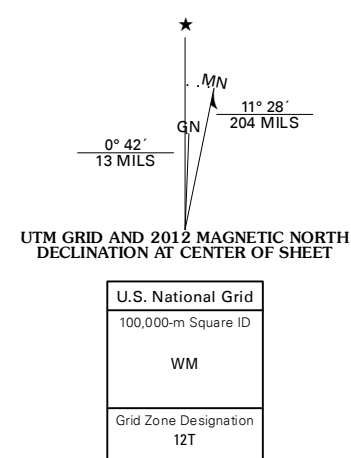 ★
MN
GN
11° 28´
204 MILS
0° 42´
13 MILS
UTM GRID AND 2012 MAGNETIC NORTH
DECLINATION AT CENTER OF SHEET
U.S. National Grid
100,000-m Square ID
WM
Grid Zone Designation
12T